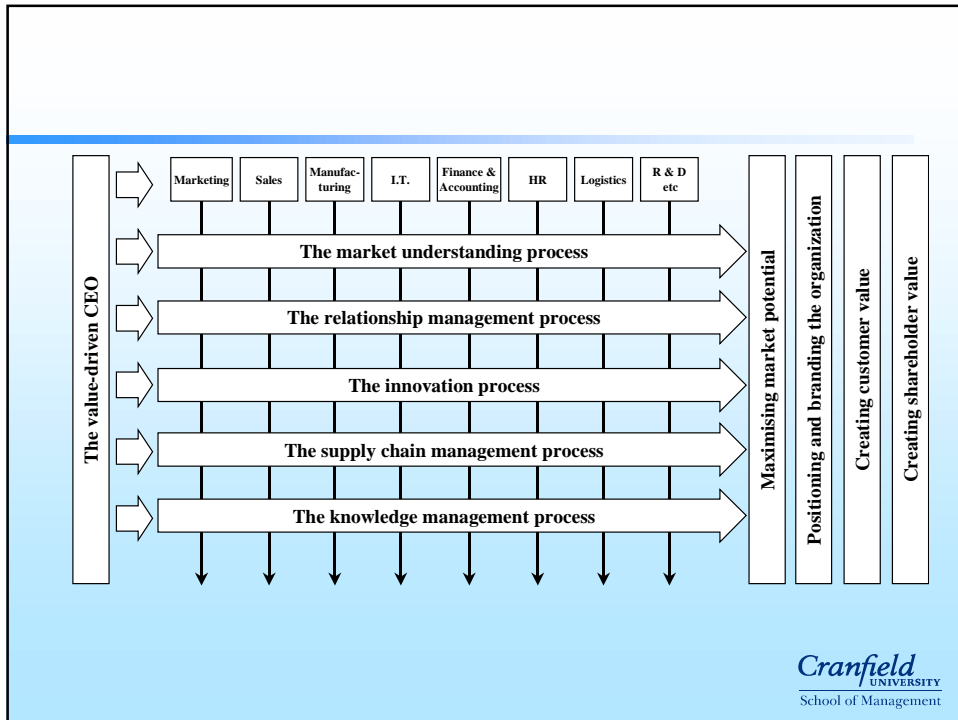 The value-driven CEO
Marketing
Sales
Manufac-
turing
I.T.
Finance &
Accounting
HR
Logistics
R & D
etc
The market understanding process
The relationship management process
The innovation process
The supply chain management process
The knowledge management process
Maximising market potential
Positioning and branding the organization
Creating customer value
Creating shareholder value
Cranfield
UNIVERSITY
School of Management